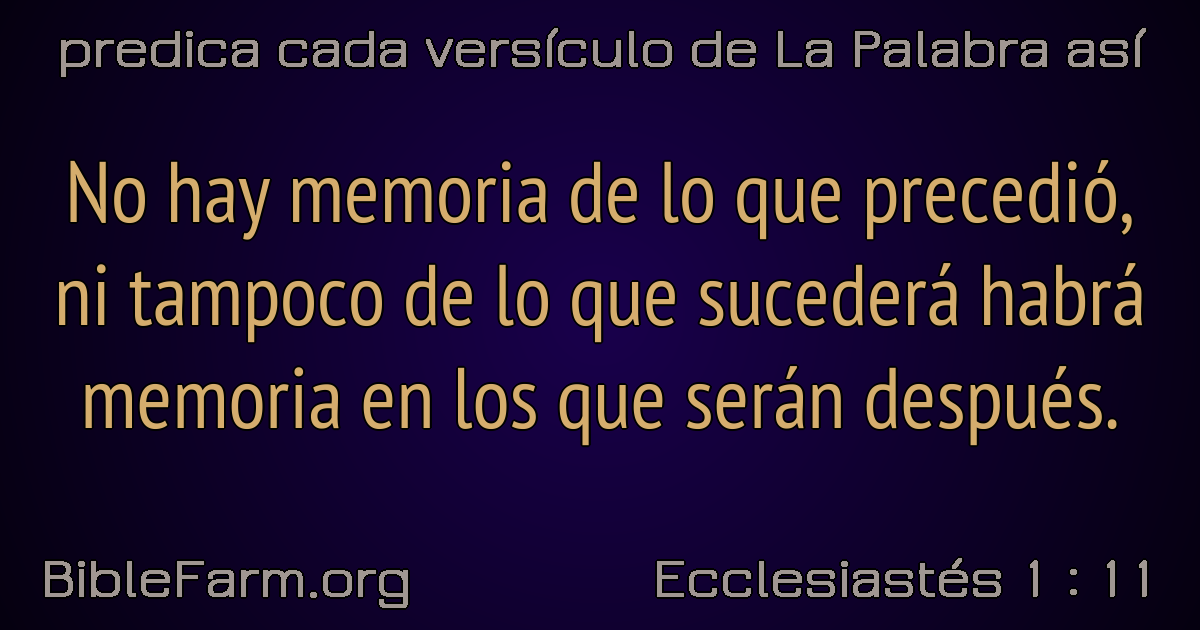 predica cada versículo de La Palabra así
No hay memoria de lo que precedió,
ni tampoco de lo que sucederá habrá
memoria en los que serán después.
BibleFarm.org
Ecclesiastés 1 : 11